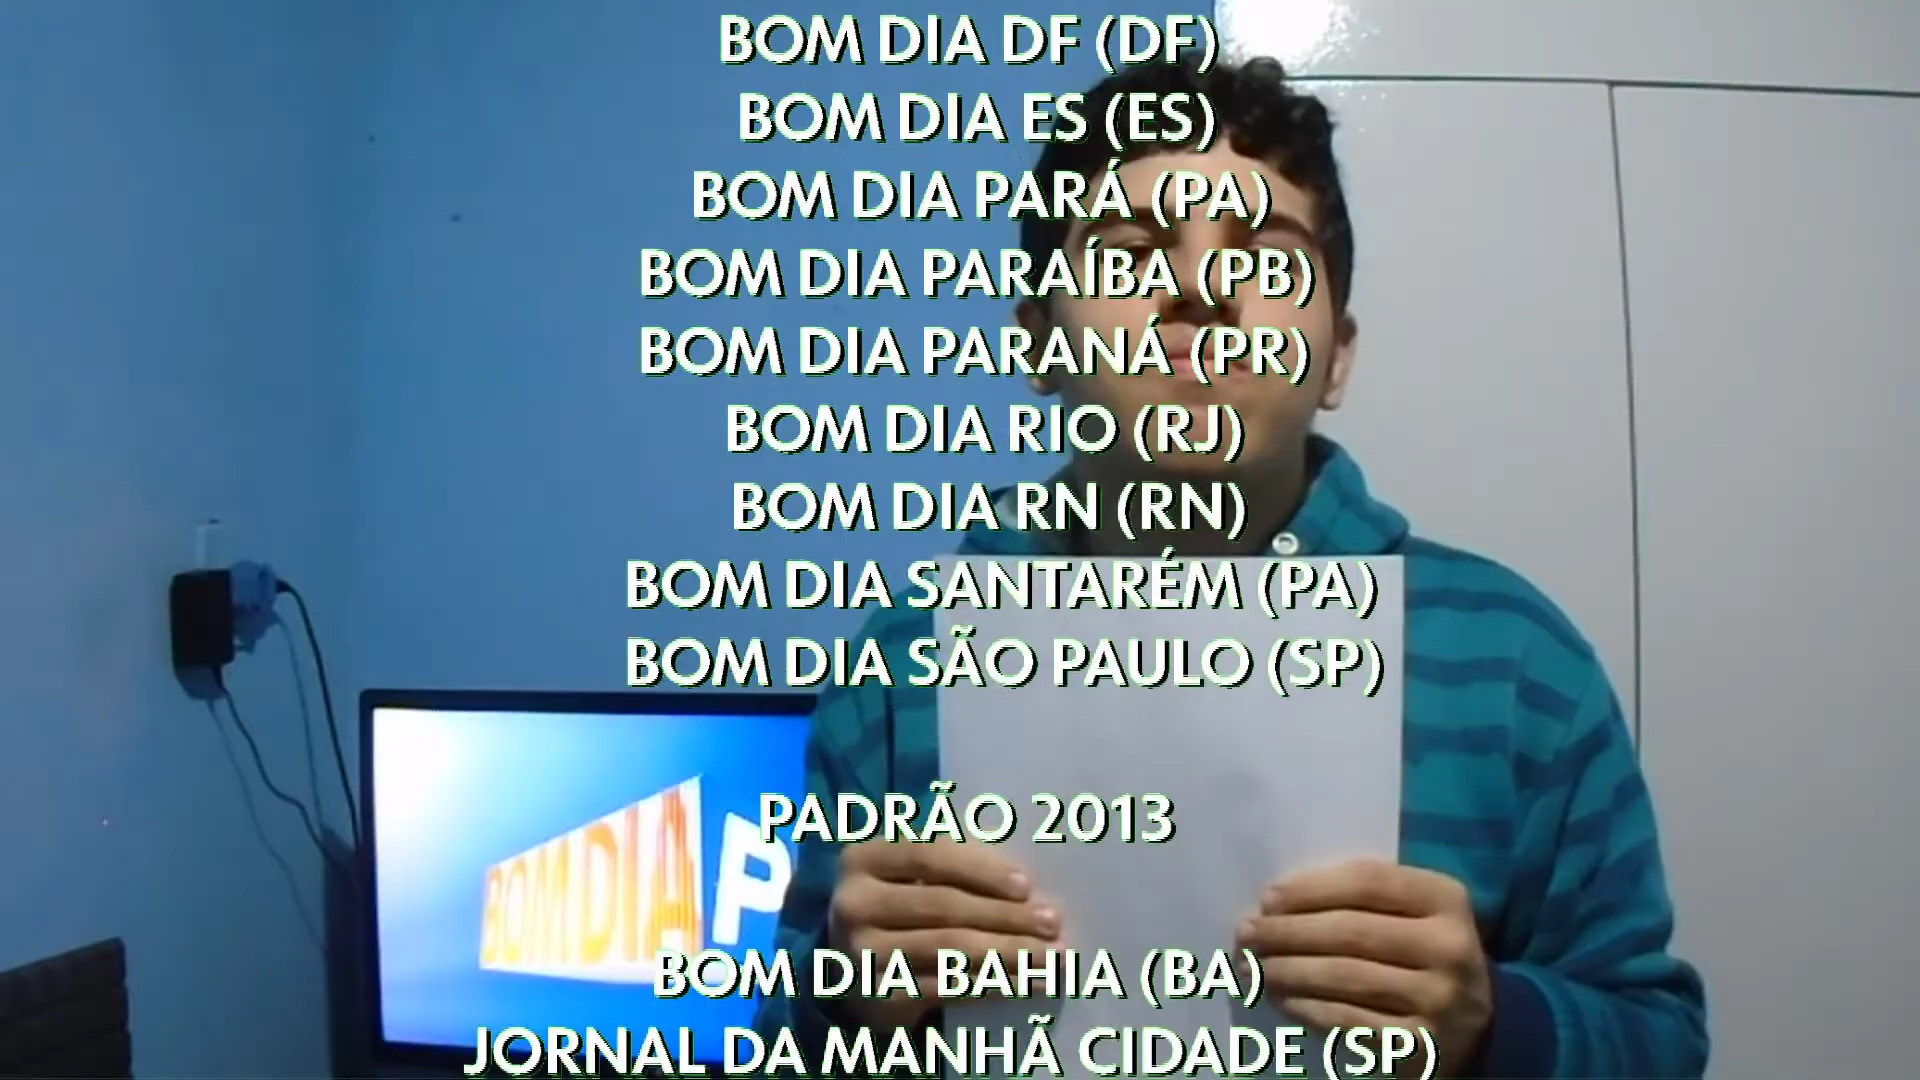 BOM DIA DF (DF)
BOM DIA ES (ES)
BOM DIA PARÁ (PA)
BOM DIA PARAÍBA (PB)
BOM DIA PARANÁ (PR)
BOM DIA RIO (RJ)
BOM DIA RN (RN)
BOM DIA SANTARÉM (PA)
BOM DIA SÃO PAULO (SP)
PADRÃO 2013
BOM DIA P
BOM DIA BAHIA (BA)
JORNAL DA MANHÃ CIDADE (SP)